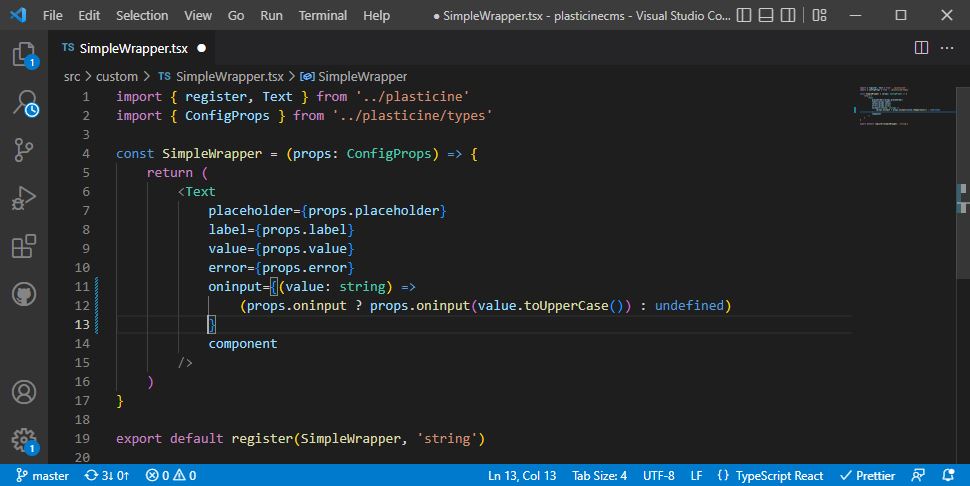 File Edit Selection View Go Run Terminal Help ● SimpleWrapper.tsx - plasticinecms - Visual Studio Co...
TS SimpleWrapper.tsx ●
src > custom > TS SimpleWrapper.tsx > SimpleWrapper
1 import { register, Text } from '../plasticine'
2 import { ConfigProps } from '../plasticine/types'
3
4 const SimpleWrapper = (props: ConfigProps) => {
5 return (
6 <Text
7 placeholder={props.placeholder}
8 label={props.label}
9 value={props.value}
10 error={props.error}
11 oninput={(value: string) =>
12 (props.oninput ? props.oninput(value.toUpperCase()) : undefined)
13 }
14 component
15 />
16 )
17 }
18
19 export default register(SimpleWrapper, 'string')
20
1
1
master 3↓ 0↑ 0 0 Ln 13, Col 13 Tab Size: 4 UTF-8 LF {} TypeScript React Prettier